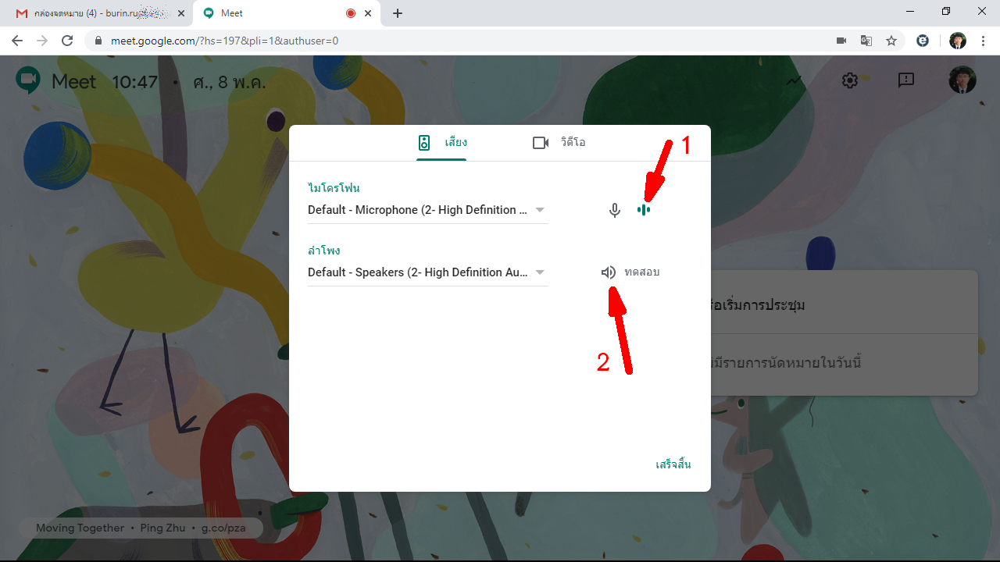 กล่องจดหมาย (4) - burin.ru
Meet
meet.google.com/?hs=197&pli=1&authuser=0
Meet 10:47 • ศ., 8 พ.ค.
เสียง
วิดีโอ
1
ไมโครโฟน
Default - Microphone (2- High Definition ...
ลำโพง
Default - Speakers (2- High Definition Au...
ทดสอบ
รือเริ่มการประชุม
2
ม่มีรายการนัดหมายในวันนี้
เสร็จสิ้น
Moving Together • Ping Zhu • g.co/pza